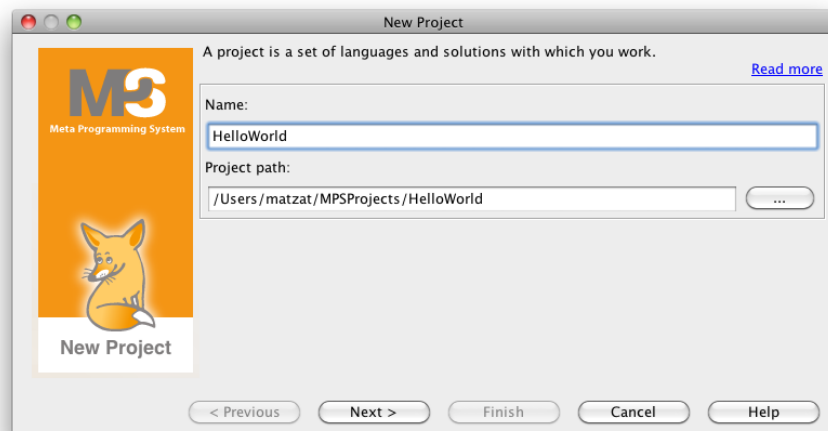 New Project
A project is a set of languages and solutions with which you work.
Read more
MPS
Meta Programming System
Name:
HelloWorld
Project path:
/Users/matzat/MPSProjects/HelloWorld
...
New Project
< Previous
Next >
Finish
Cancel
Help